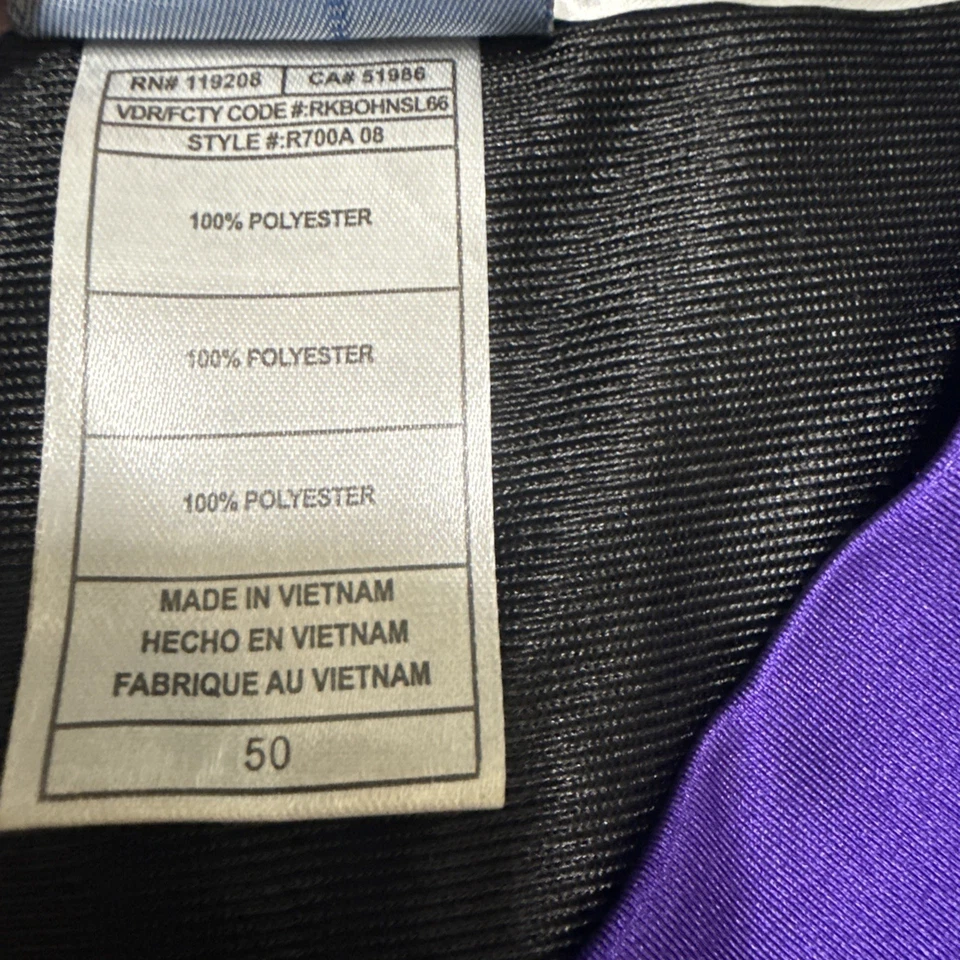 RN# 119208 CA# 51986
VDR/FCTY CODE #:RKBOHNSL66
STYLE #:R700A 08
100% POLYESTER
100% POLYESTER
100% POLYESTER
MADE IN VIETNAM
HECHO EN VIETNAM
FABRIQUE AU VIETNAM
50